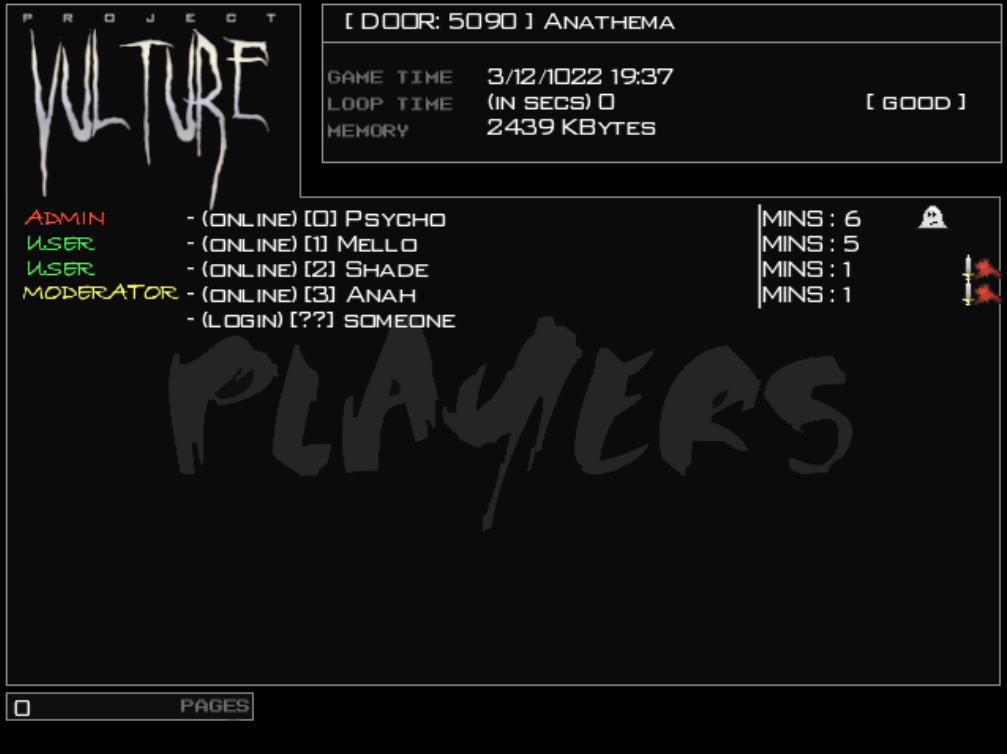 PROJECT
VULTURE
[ DOOR: 5090 ] ANATHEMA
GAME TIME 3/12/1022 19:37
LOOP TIME (IN SECS) 0 [ GOOD ]
MEMORY 2439 KBYTES
ADMIN - (ONLINE) [0] PSYCHO MINS : 6
USER - (ONLINE) [1] MELLO MINS : 5
USER - (ONLINE) [2] SHADE MINS : 1
MODERATOR - (ONLINE) [3] ANAH MINS : 1
- (LOGIN) [??] SOMEONE
PLAYERS
0 PAGES